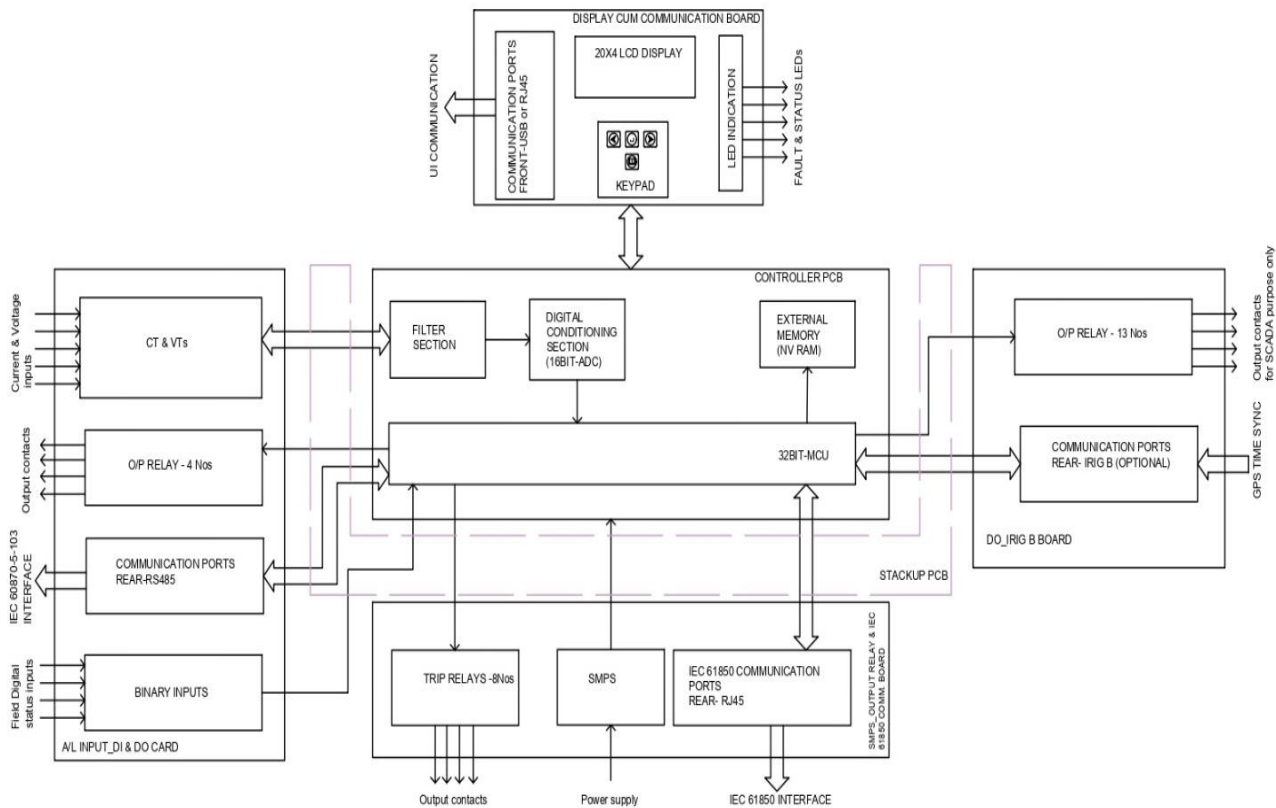 DISPLAY CUM COMMUNICATION BOARD
UI COMMUNICATION
COMMUNICATION PORTS
FRONT-USB or RJ45
20X4 LCD DISPLAY
KEYPAD
LED INDICATION
FAULT & STATUS LEDs
Current & Voltage
inputs
CT & VTs
Output contacts
O/P RELAY - 4 Nos
IEC 60870-5-103
INTERFACE
COMMUNICATION PORTS
REAR-RS485
Field Digital
status inputs
BINARY INPUTS
A/L INPUT_DI & DO CARD
CONTROLLER PCB
FILTER
SECTION
DIGITAL
CONDITIONING
SECTION
(16BIT-ADC)
EXTERNAL
MEMORY
(NV RAM)
32BIT-MCU
STACKUP PCB
O/P RELAY - 13 Nos
Output contacts
for SCADA purpose only
COMMUNICATION PORTS
REAR- IRIG B (OPTIONAL)
GPS TIME SYNC
DO_IRIG B BOARD
TRIP RELAYS -8Nos
SMPS
IEC 61850 COMMUNICATION
PORTS
REAR- RJ45
SMPS_OUTPUT RELAY & IEC
61850 COMM. BOARD
Output contacts
Power supply
IEC 61850 INTERFACE